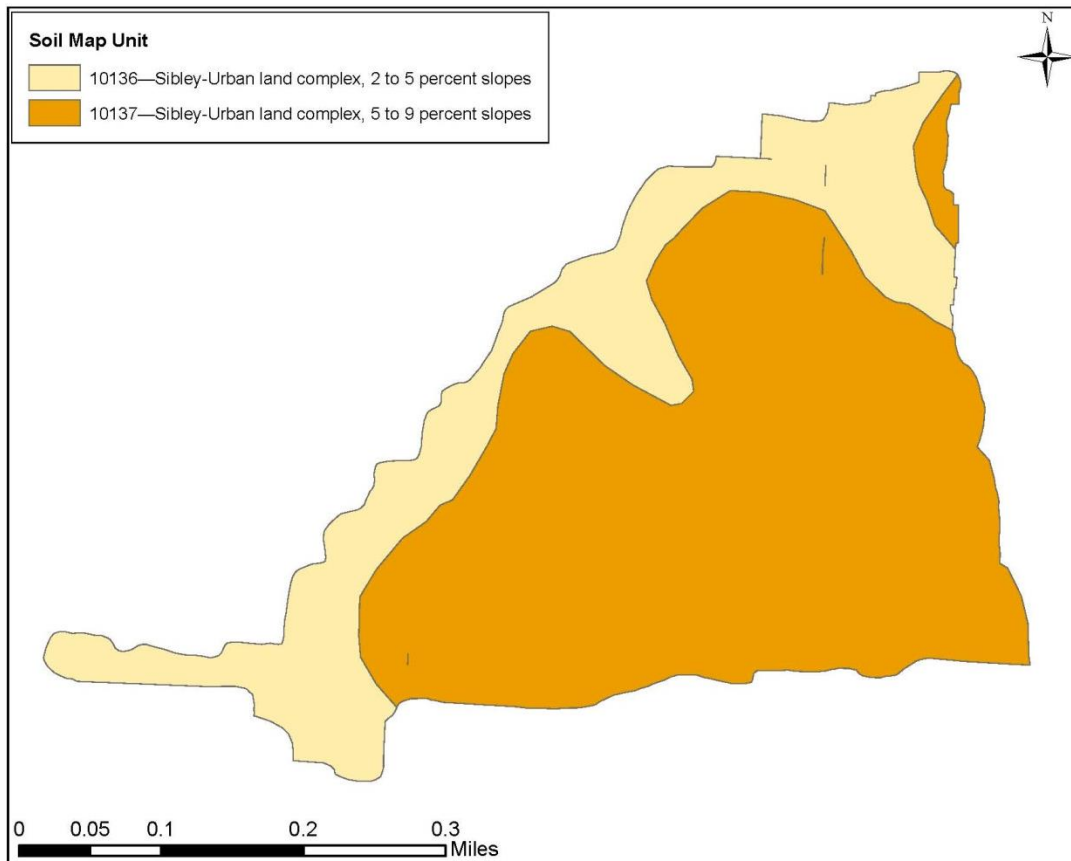 Soil Map Unit
10136—Sibley-Urban land complex, 2 to 5 percent slopes
10137—Sibley-Urban land complex, 5 to 9 percent slopes
N
0 0.05 0.1 0.2 0.3
Miles